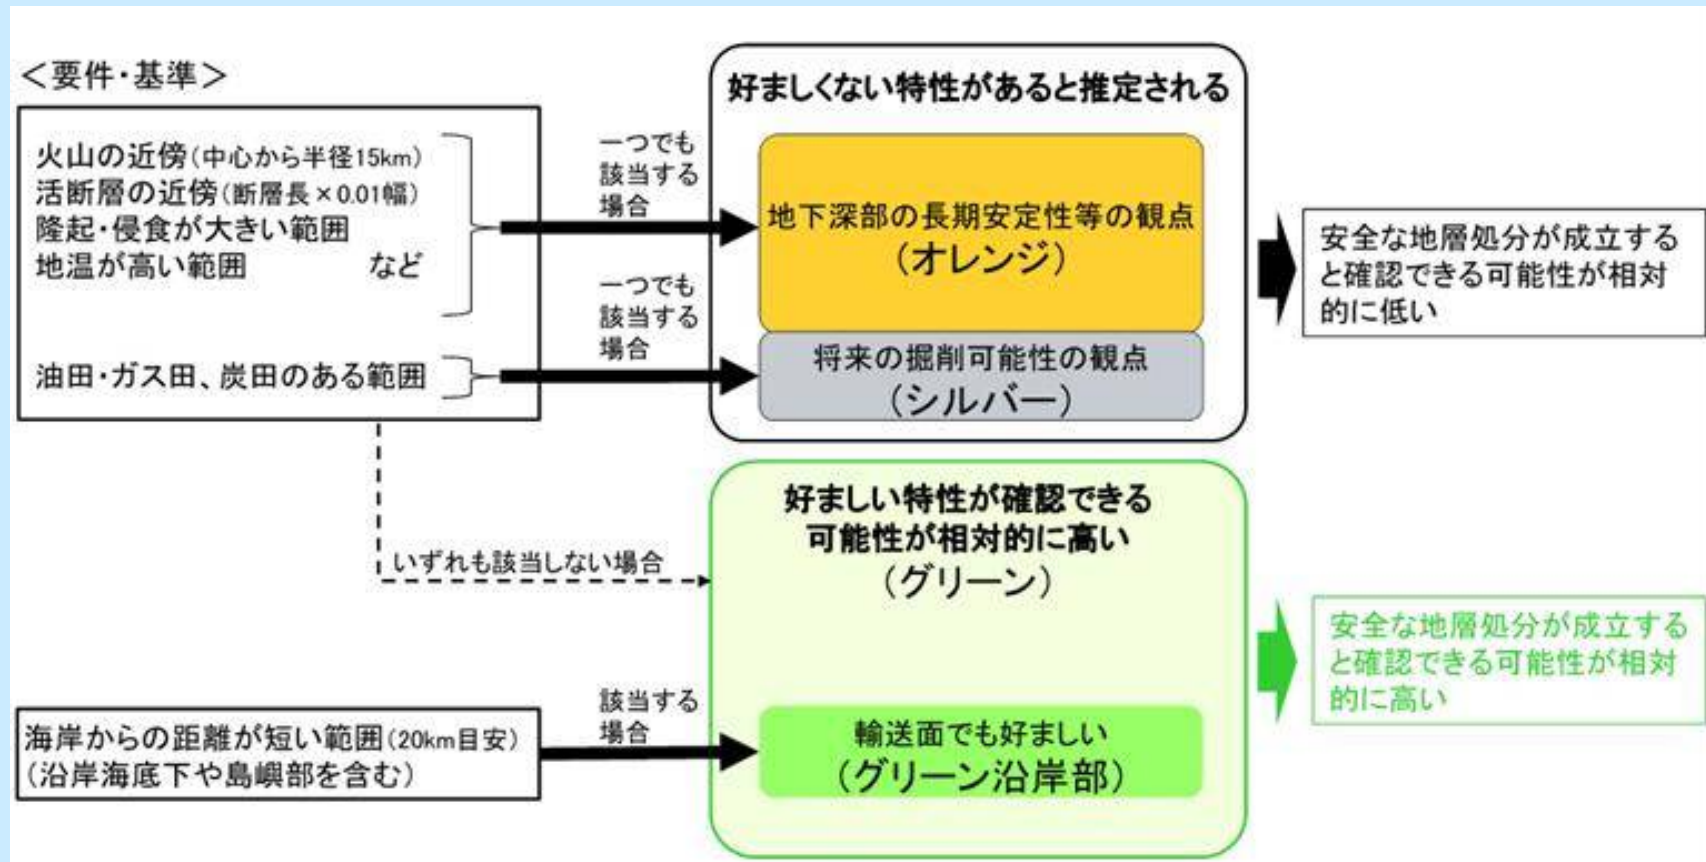 ＜要件・基準＞
火山の近傍(中心から半径15km)
活断層の近傍(断層長×0.01幅)
隆起・侵食が大きい範囲
地温が高い範囲　　　など
油田・ガス田、炭田のある範囲
一つでも
該当する
場合
一つでも
該当する
場合
好ましくない特性があると推定される
地下深部の長期安定性等の観点
（オレンジ）
将来の掘削可能性の観点
（シルバー）
安全な地層処分が成立する
と確認できる可能性が相対
的に低い
いずれも該当しない場合
好ましい特性が確認できる
可能性が相対的に高い
（グリーン）
海岸からの距離が短い範囲(20km目安)
（沿岸海底下や島嶼部を含む）
該当する
場合
輸送面でも好ましい
（グリーン沿岸部）
安全な地層処分が成立する
と確認できる可能性が相対
的に高い